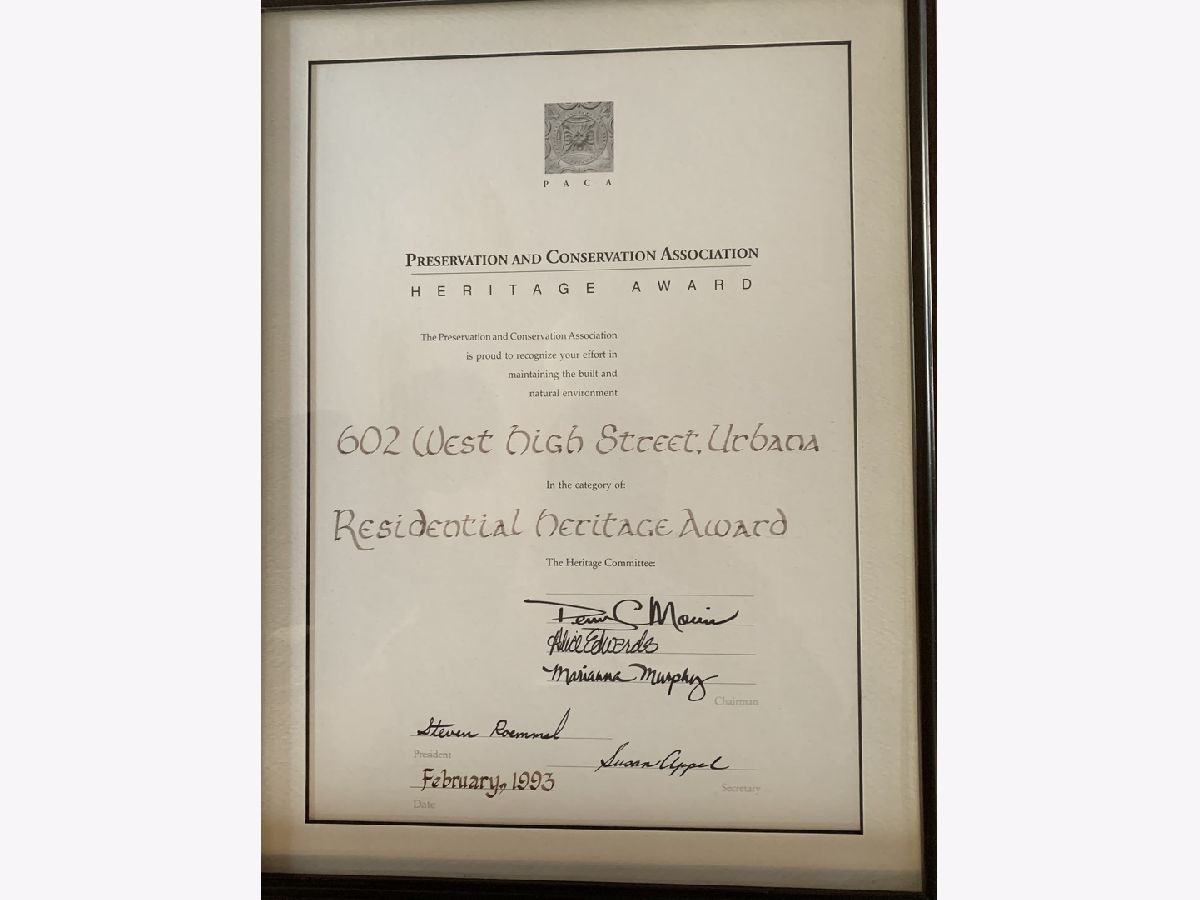 P A C A
PRESERVATION AND CONSERVATION ASSOCIATION
HERITAGE AWARD
The Preservation and Conservation Association
is proud to recognize your effort in
maintaining the built and
natural environment
602 West High Street, Urbana
In the category of:
Residential Heritage Award
The Heritage Committee:
Alice Edwards
Marianna Murphy
Chairman
Steven Roemmel
President
Susan Appel
Secretary
February, 1993
Date